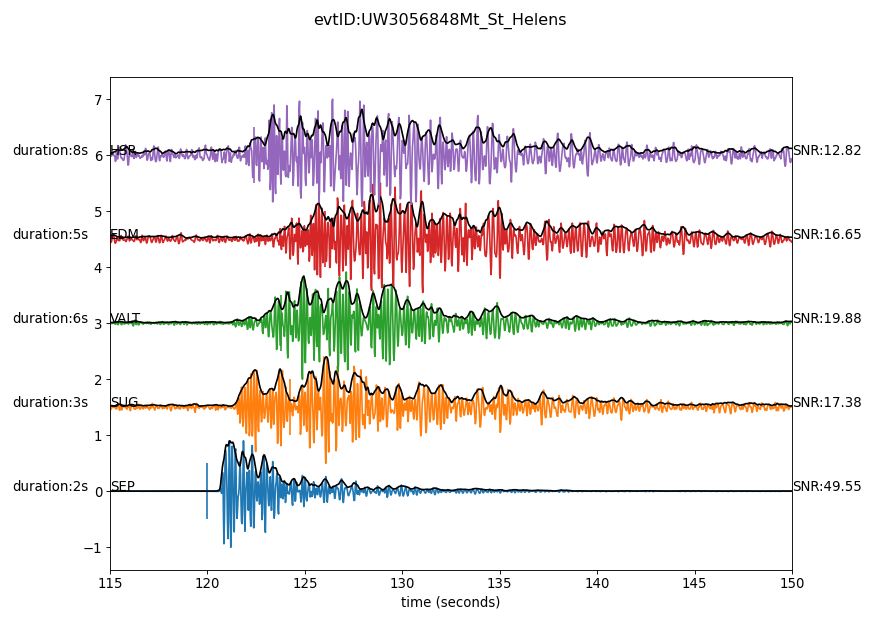 evtID:UW3056848Mt_St_Helens
7
duration:8s HSR 6 SNR:12.82
5
duration:5s EDM SNR:16.65
4
duration:6s VALT 3 SNR:19.88
2
duration:3s SUG SNR:17.38
1
duration:2s SEP 0 SNR:49.55
−1
115 120 125 130 135 140 145 150
time (seconds)